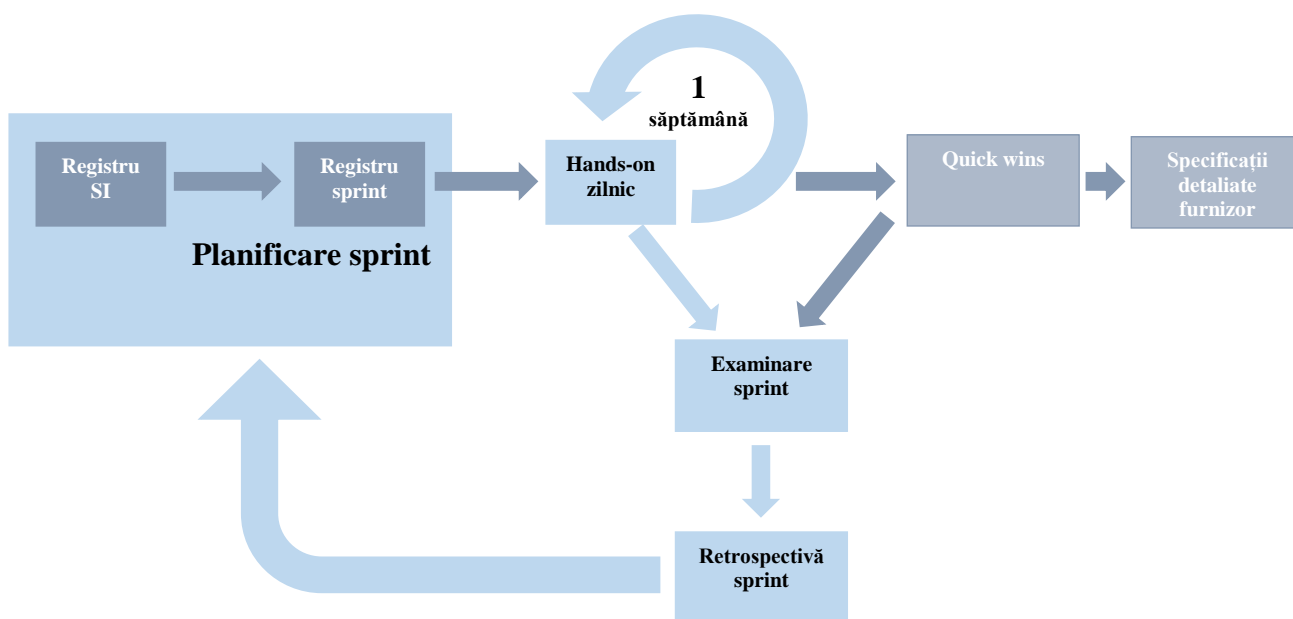 1
săptămână
Registru
SI
Registru
sprint
Planificare sprint
Hands-on
zilnic
Quick wins
Specificații
detaliate
furnizor
Examinare
sprint
Retrospectivă
sprint